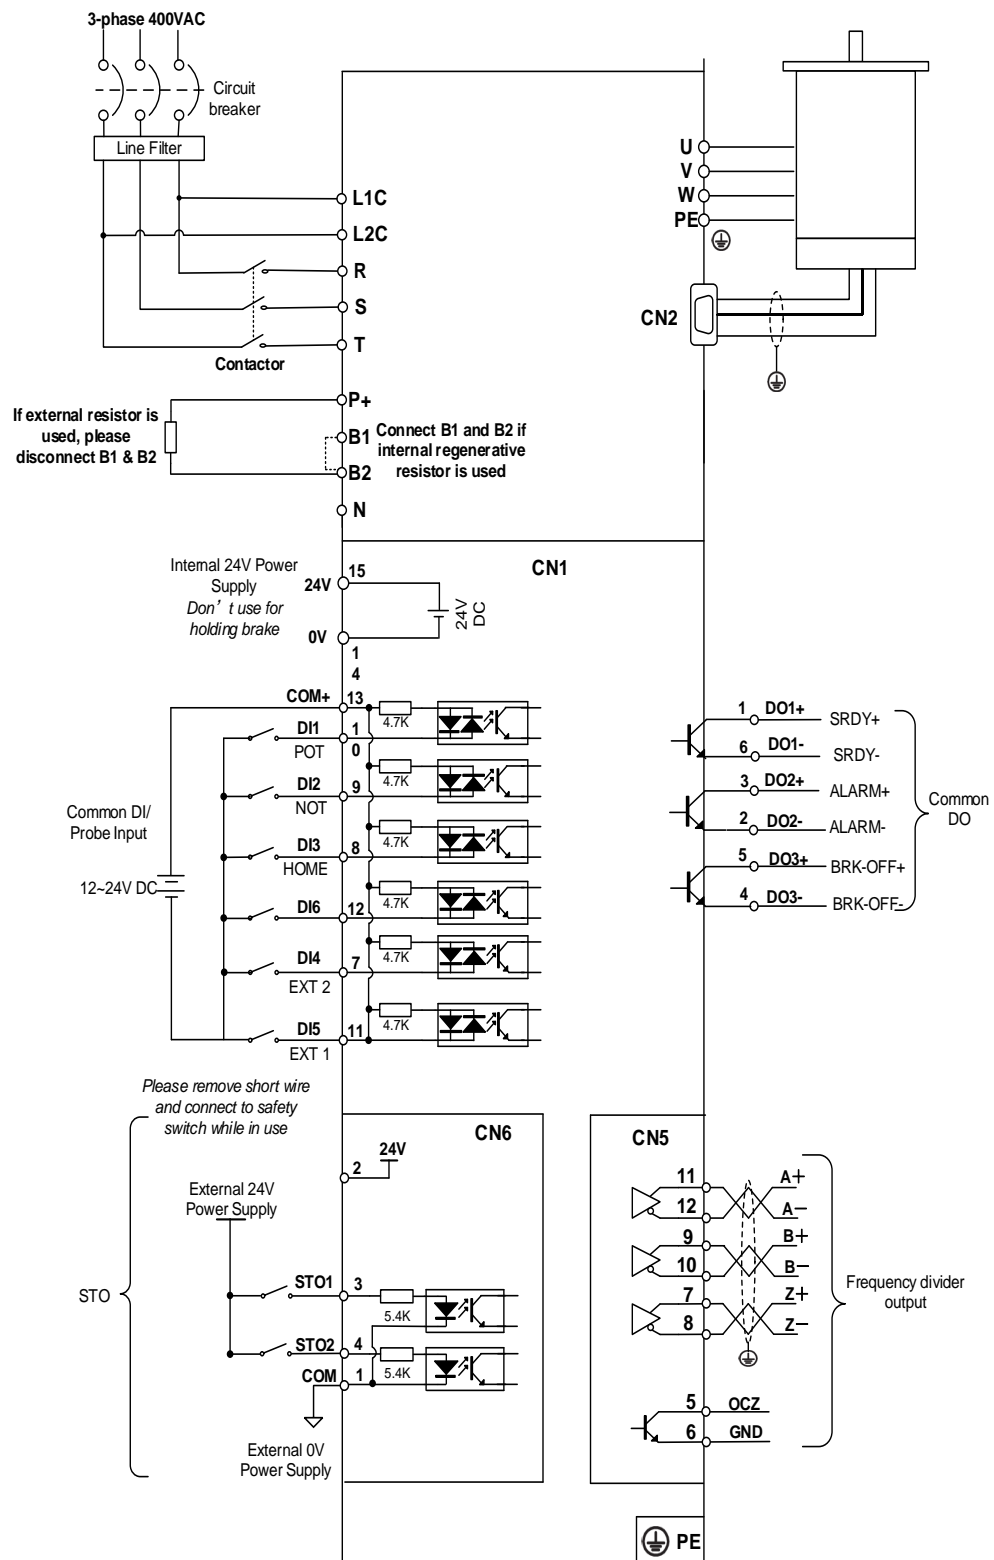 3-phase 400VAC
Circuit
breaker
Line Filter
L1C
L2C
R
S
T
Contactor
U
V
W
PE
CN2
P+
If external resistor is
used, please
disconnect B1 & B2
B1
B2
Connect B1 and B2 if
internal regenerative
resistor is used
N
CN1
Internal 24V Power
Supply
Don’t use for
holding brake
24V
15
24V
DC
0V
1
4
COM+
13
4.7K
DI1
1
POT
0
4.7K
DI2
9
NOT
4.7K
DI3
8
HOME
4.7K
DI6
12
4.7K
DI4
7
EXT 2
4.7K
DI5
11
EXT 1
Common DI/
Probe Input
12~24V DC
1
DO1+
SRDY+
6
DO1-
SRDY-
3
DO2+
ALARM+
2
DO2-
ALARM-
5
DO3+
BRK-OFF+
4
DO3-
BRK-OFF-
Common
DO
Please remove short wire
and connect to safety
switch while in use
CN6
2
24V
External 24V
Power Supply
STO
STO1
3
5.4K
STO2
4
5.4K
COM
1
External 0V
Power Supply
CN5
11
A+
12
A-
9
B+
10
B-
7
Z+
8
Z-
5
OCZ
6
GND
Frequency divider
output
PE